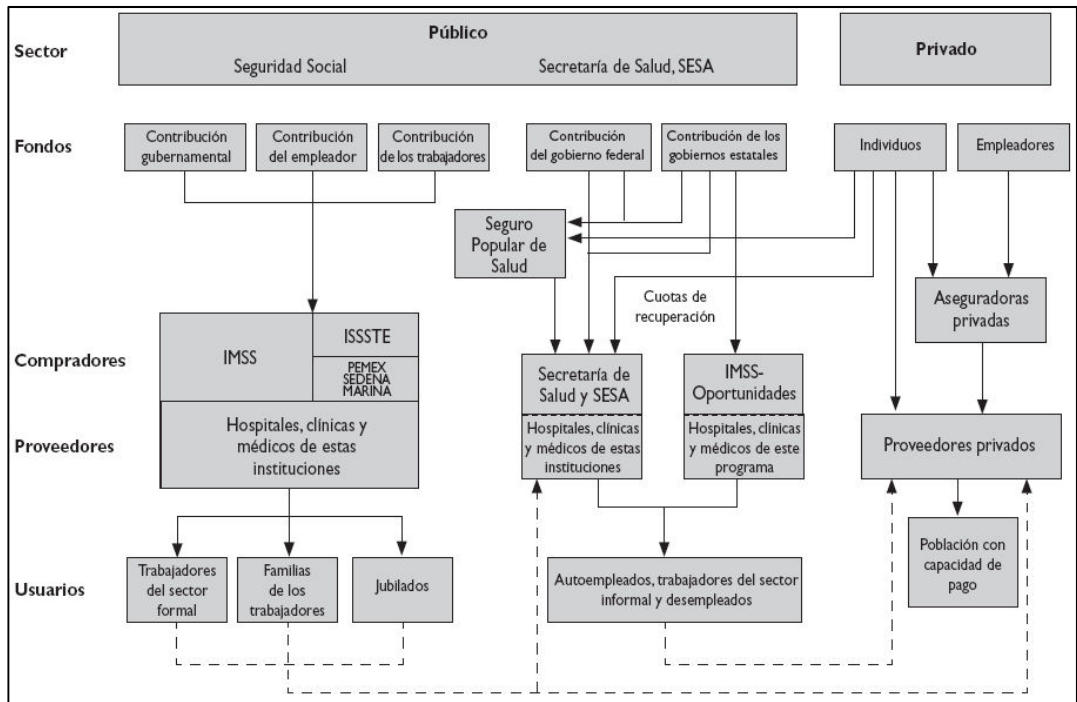 Sector
Público
Seguridad Social
Secretaría de Salud, SESA
Privado
Fondos
Contribución
gubernamental
Contribución
del empleador
Contribución
de los trabajadores
Contribución
del gobierno federal
Contribución de los
gobiernos estatales
Individuos
Empleadores
Seguro
Popular de
Salud
Cuotas de
recuperación
Aseguradoras
privadas
Compradores
IMSS
ISSSTE
PEMEX
SEDENA
MARINA
Secretaría de
Salud y SESA
IMSS-
Oportunidades
Proveedores
Hospitales, clínicas y
médicos de estas
instituciones
Hospitales, clínicas
y médicos de estas
instituciones
Hospitales, clínicas
y médicos de este
programa
Proveedores privados
Usuarios
Trabajadores
del sector
formal
Familias
de los
trabajadores
Jubilados
Autoempleados, trabajadores del sector
informal y desempleados
Población con
capacidad de
pago